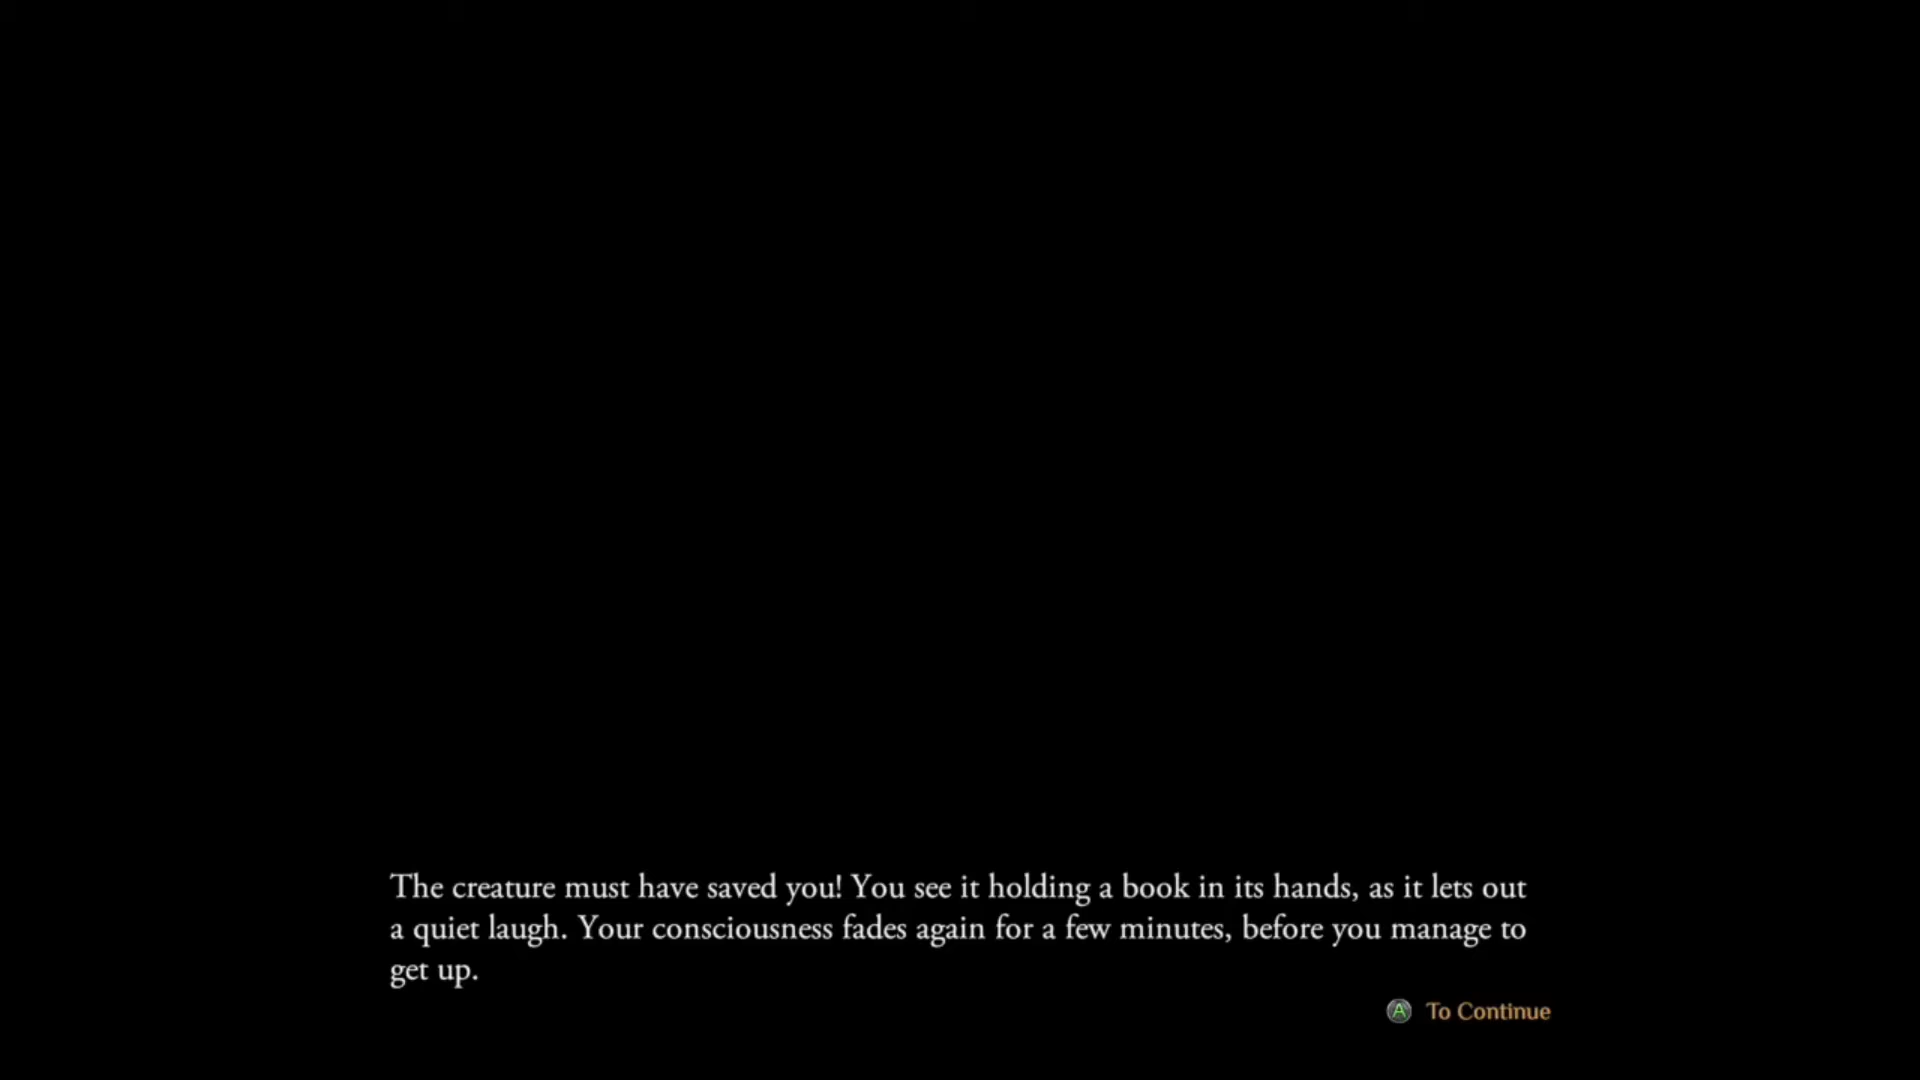 The creature must have saved you! You see it holding a book in its hands, as it lets out
a quiet laugh. Your consciousness fades again for a few minutes, before you manage to
get up.
A To Continue